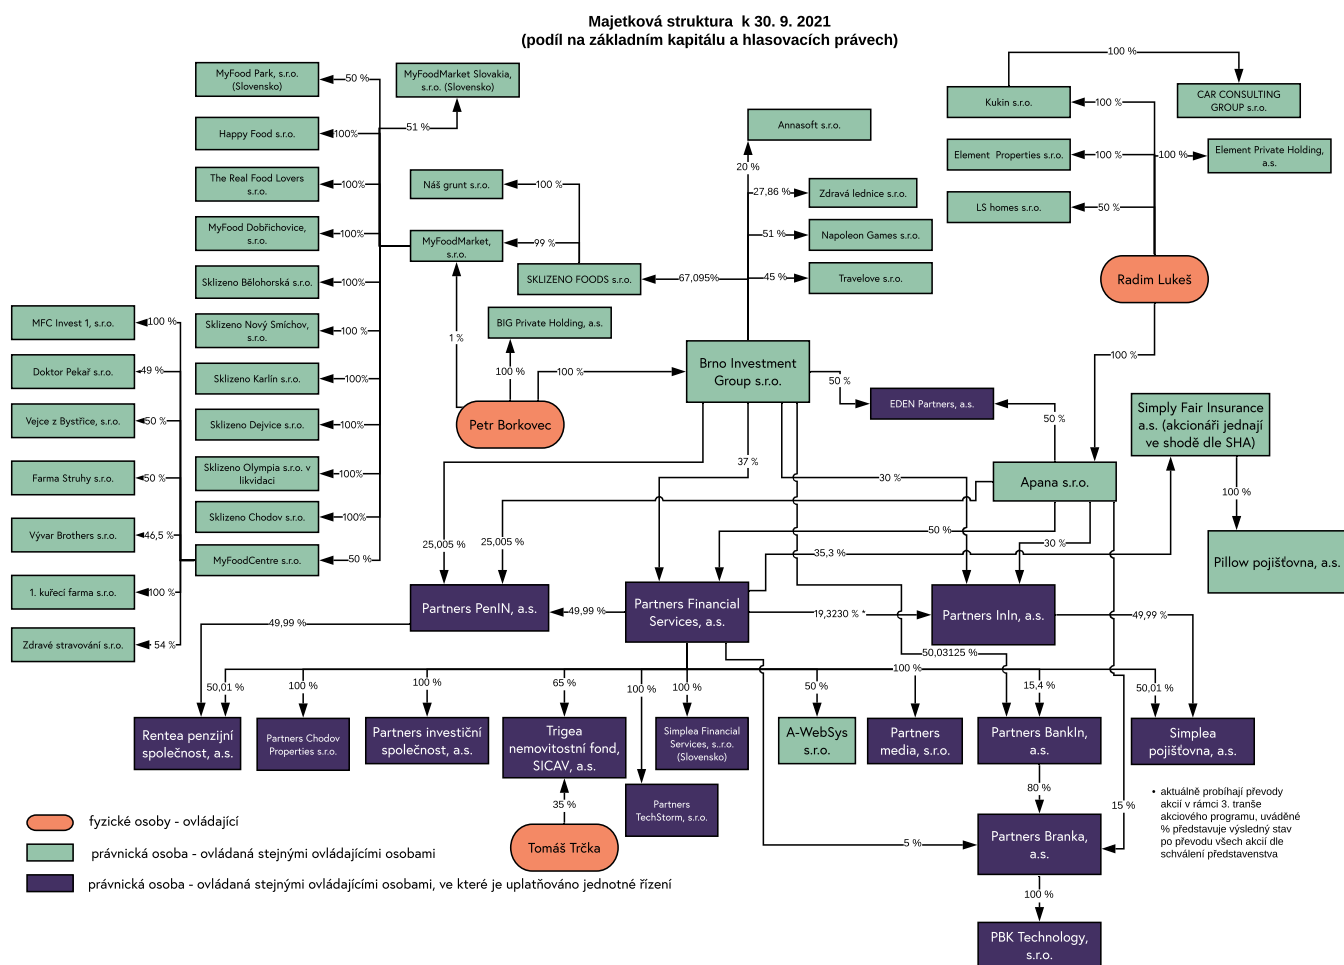 Majetková struktura k 30. 9. 2021
(podíl na základním kapitálu a hlasovacích právech)
MyFood Park, s.r.o.
(Slovensko)
50 %
MyFoodMarket Slovakia,
s.r.o. (Slovensko)
51 %
Happy Food s.r.o.
100%
The Real Food Lovers
s.r.o.
100%
MyFood Dobřichovice,
s.r.o.
100%
Sklizeno Bělohorská s.r.o.
100%
Sklizeno Nový Smíchov,
s.r.o.
100 %
Sklizeno Karlín s.r.o.
100%
Sklizeno Dejvice s.r.o.
100%
Sklizeno Olympia s.r.o. v
likvidaci
100%
Sklizeno Chodov s.r.o.
100%
MyFoodCentre s.r.o.
50 %
MFC Invest 1, s.r.o.
100 %
Doktor Pekař s.r.o.
49 %
Vejce z Bystřice, s.r.o.
50 %
Farma Struhy s.r.o.
50 %
Vývar Brothers s.r.o.
46,5 %
1. kuřecí farma s.r.o.
100 %
Zdravé stravování s.r.o.
54 %
Náš grunt s.r.o.
100 %
MyFoodMarket,
s.r.o.
99 %
SKLIZENO FOODS s.r.o.
67,095%
1 %
BIG Private Holding, a.s.
100 %
100 %
Petr Borkovec
Annasoft s.r.o.
20 %
27,86 %
Zdravá lednice s.r.o.
51 %
Napoleon Games s.r.o.
45 %
Travelove s.r.o.
Brno Investment
Group s.r.o.
50 %
EDEN Partners, a.s.
50 %
100 %
Kukin s.r.o.
100 %
CAR CONSULTING
GROUP s.r.o.
Element  Properties s.r.o.
100 %
100 %
Element Private Holding,
a.s.
LS homes s.r.o.
50 %
Radim Lukeš
100 %
Apana s.r.o.
Simply Fair Insurance
a.s. (akcionáři jednají
ve shodě dle SHA)
100 %
Pillow pojišťovna, a.s.
37 %
30 %
25,005 %
25,005 %
50 %
30 %
35,3 %
Partners PenIN, a.s.
49,99 %
Partners Financial
Services, a.s.
19,3230 % *
Partners InIn, a.s.
49,99 %
49,99 %
50,03125 %
100 %
50,01 %
100 %
100 %
65 %
100 %
100 %
50 %
15,4 %
50,01 %
Rentea penzijní
společnost, a.s.
Partners Chodov
Properties s.r.o.
Partners investiční
společnost, a.s.
Trigea
nemovitostní fond,
SICAV, a.s.
Simplea Financial
Services, s..r.o.
(Slovensko)
A-WebSys
s.r.o.
Partners
media, s.r.o.
Partners BankIn,
a.s.
Simplea
pojišťovna, a.s.
35 %
Partners
TechStorm, s.r.o.
Tomáš Trčka
80 %
15 %
5 %
Partners Branka,
a.s.
100 %
PBK Technology,
s.r.o.
• aktuálně probíhají převody
akcií v rámci 3. tranše
akciového programu, uváděné
% představuje výsledný stav
po převodu všech akcií dle
schválení představenstva
fyzické osoby - ovládající
právnická osoba - ovládaná stejnými ovládajícími osobami
právnická osoba - ovládaná stejnými ovládajícími osobami, ve které je uplatňováno jednotné řízení